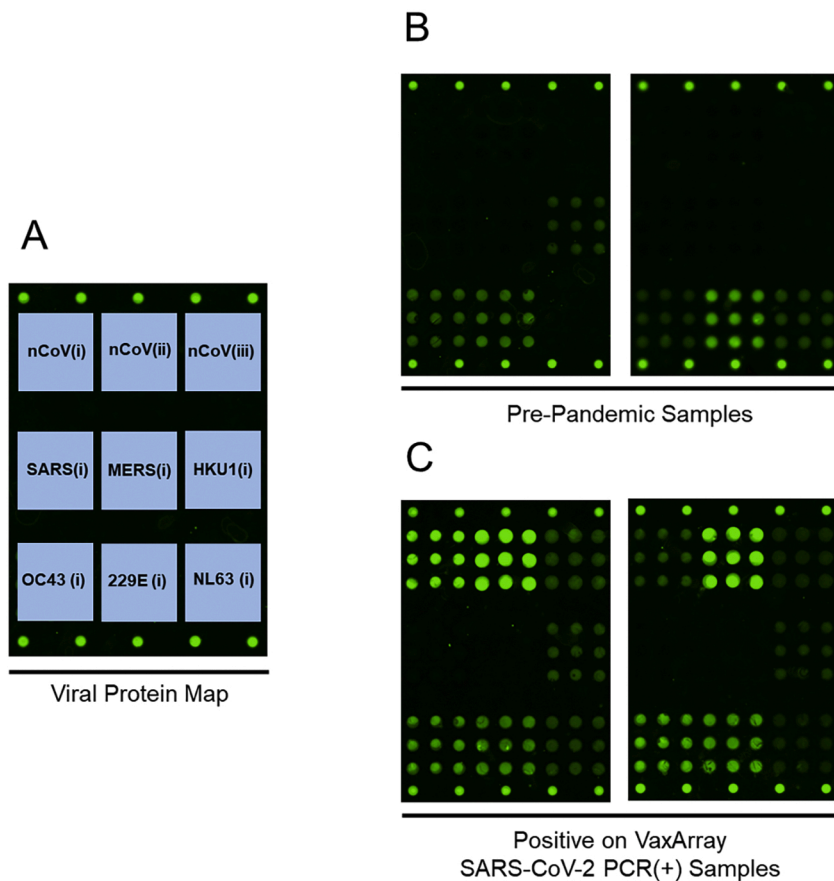 A
nCoV(i) nCoV(ii) nCoV(iii)
SARS(i) MERS(i) HKU1(i)
OC43 (i) 229E (i) NL63 (i)
Viral Protein Map
B
Pre-Pandemic Samples
C
Positive on VaxArray
SARS-CoV-2 PCR(+) Samples